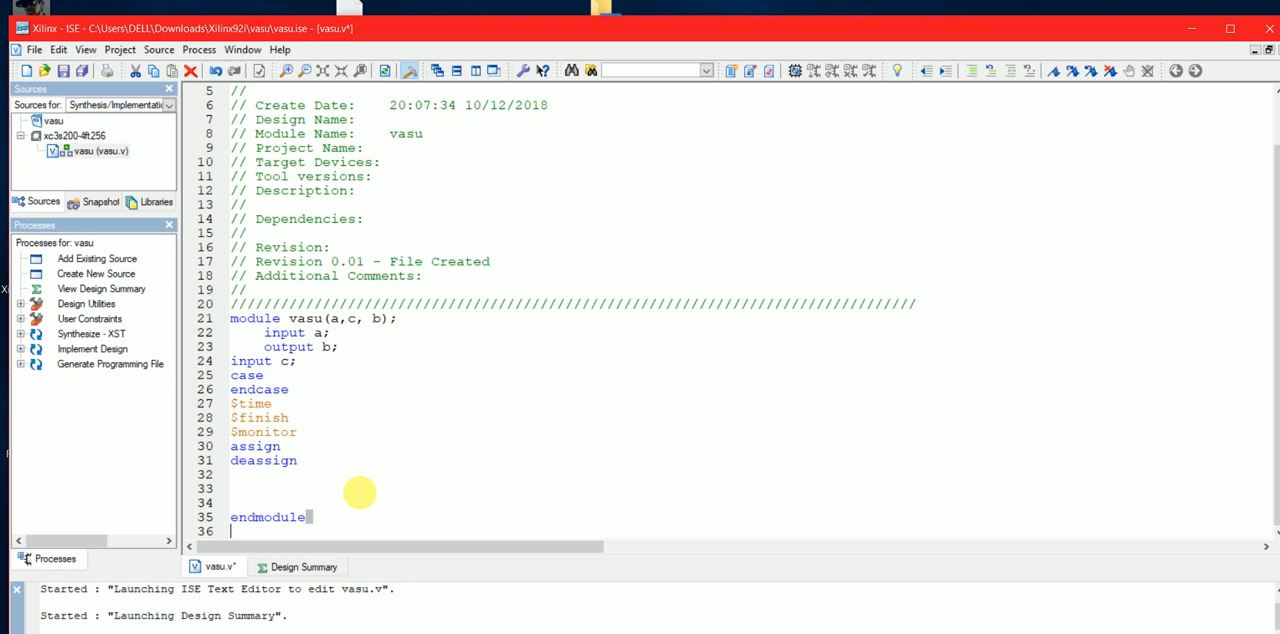 Xilinx - ISE - C:\Users\DELL\Downloads\Xilinx92i\vasu\vasu.ise - [vasu.v*]
File Edit View Project Source Process Window Help
Sources
Sources for: Synthesis/Implementatic
vasu
xc3s200-4ft256
vasu (vasu.v)
Sources Snapshot Libraries
Processes
Processes for: vasu
Add Existing Source
Create New Source
View Design Summary
Design Utilities
User Constraints
Synthesize - XST
Implement Design
Generate Programming File
Processes
5 //
6 // Create Date: 20:07:34 10/12/2018
7 // Design Name:
8 // Module Name: vasu
9 // Project Name:
10 // Target Devices:
11 // Tool versions:
12 // Description:
13 //
14 // Dependencies:
15 //
16 // Revision:
17 // Revision 0.01 - File Created
18 // Additional Comments:
19 //
20 //////////////////////////////////////////////////////////////////////////////////
21 module vasu(a,c, b);
22 input a;
23 output b;
24 input c;
25 case
26 endcase
27 $time
28 $finish
29 $monitor
30 assign
31 deassign
32
33
34
35 endmodule
36
vasu.v* Design Summary
Started : "Launching ISE Text Editor to edit vasu.v".
Started : "Launching Design Summary".